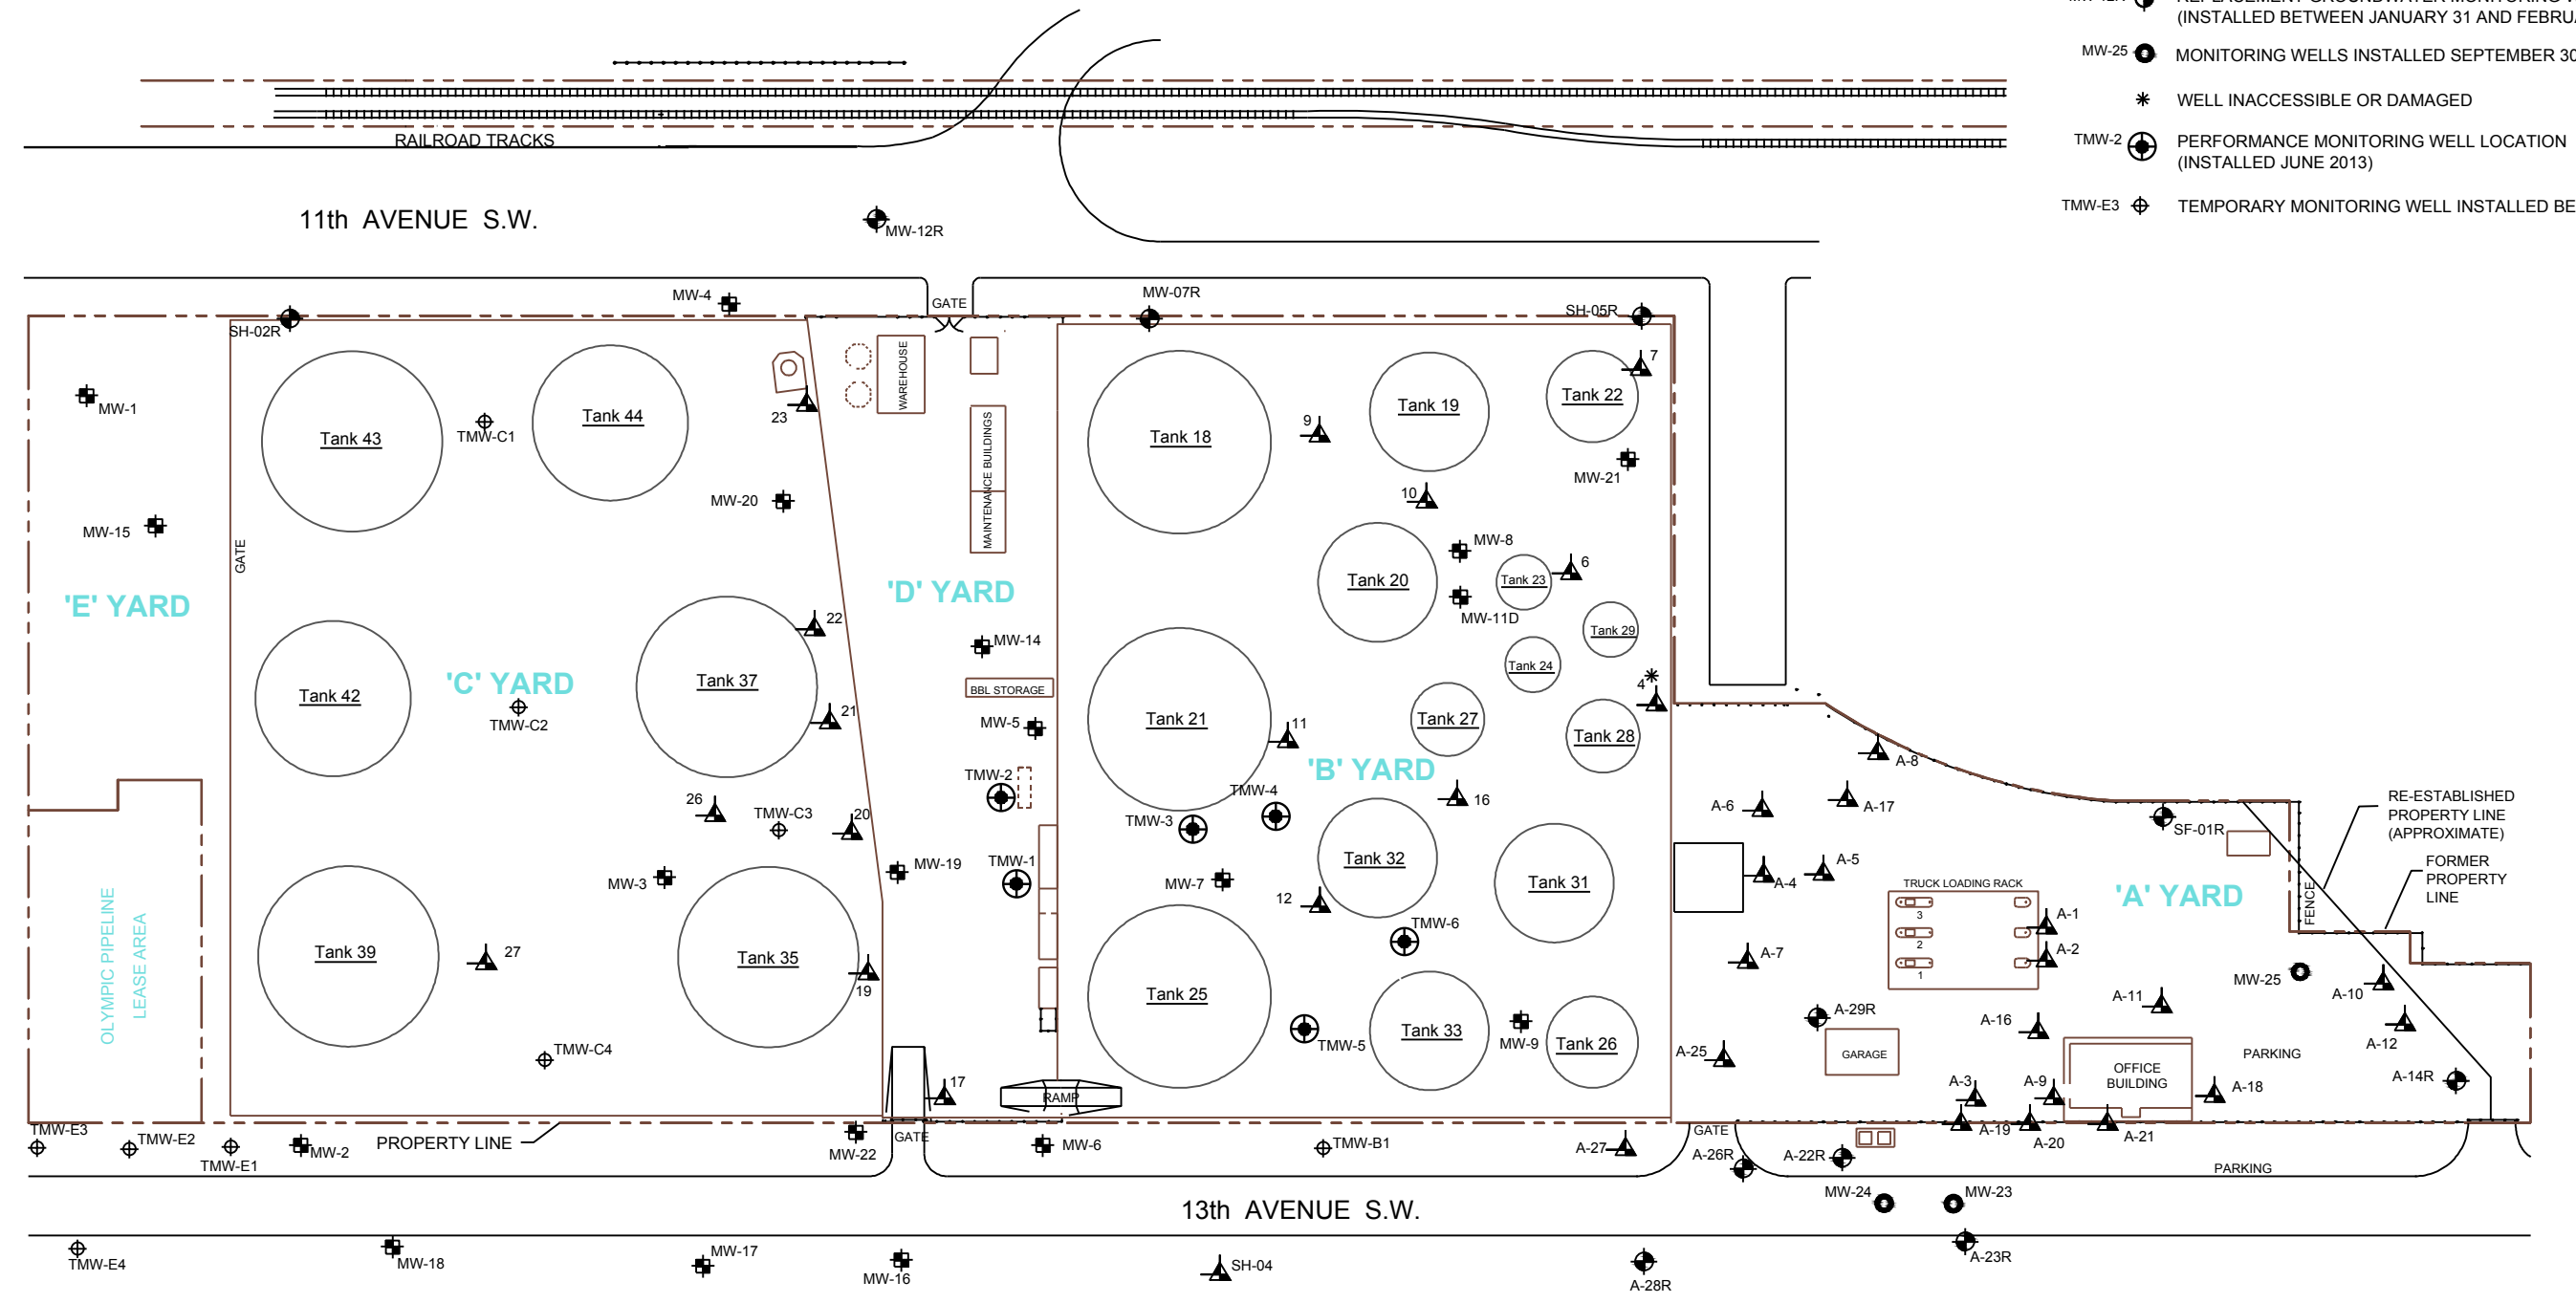 (INSTALLED BETWEEN JANUARY 31 AND
MW-25 MONITORING WELLS INSTALLED SEPTEMBER 30
WELL INACCESSIBLE OR DAMAGED
TMW-2 PERFORMANCE MONITORING WELL LOCATION
(INSTALLED JUNE 2013)
TMW-E3 TEMPORARY MONITORING WELL INSTALLED
RAILROAD TRACKS
11th AVENUE S.W.
MW-12R
MW-4
GATE
MW-07R
SH-02R
SH-05R
WAREHOUSE
7
MW-1
23
Tank 43
TMW-C1
Tank 44
Tank 18
9
Tank 19
Tank 22
MAINTENANCE BUILDINGS
MW-20
10
MW-21
MW-15
GATE
MW-8
6
'E' YARD
'D' YARD
Tank 20
Tank 23
MW-11D
22
MW-14
Tank 29
Tank 24
'C' YARD
Tank 42
Tank 37
BBL STORAGE
4
TMW-C2
21
MW-5
Tank 21
11
Tank 27
Tank 28
A-8
'B' YARD
TMW-2
TMW-4
26
TMW-C3
20
TMW-3
16
A-6
A-17
RE-ESTABLISHED
PROPERTY LINE
(APPROXIMATE)
SF-01R
MW-3
MW-19
TMW-1
MW-7
Tank 32
Tank 31
A-4
A-5
FORMER
PROPERTY
LINE
TRUCK LOADING RACK
'A' YARD
FENCE
12
3
2
1
A-1
A-2
OLYMPIC PIPELINE
LEASE AREA
Tank 39
27
Tank 35
19
TMW-6
A-7
MW-25
A-10
Tank 25
A-11
A-29R
A-16
A-12
TMW-5
Tank 33
MW-9
Tank 26
A-25
GARAGE
PARKING
TMW-C4
OFFICE
BUILDING
A-14R
17
RAMP
A-3
A-9
A-18
TMW-E3
TMW-E2
TMW-E1
MW-2
PROPERTY LINE
MW-22
GATE
MW-6
TMW-B1
A-27
GATE
A-26R
A-22R
A-19
A-20
A-21
PARKING
MW-24
MW-23
13th AVENUE S.W.
TMW-E4
MW-18
MW-17
MW-16
SH-04
A-28R
A-23R